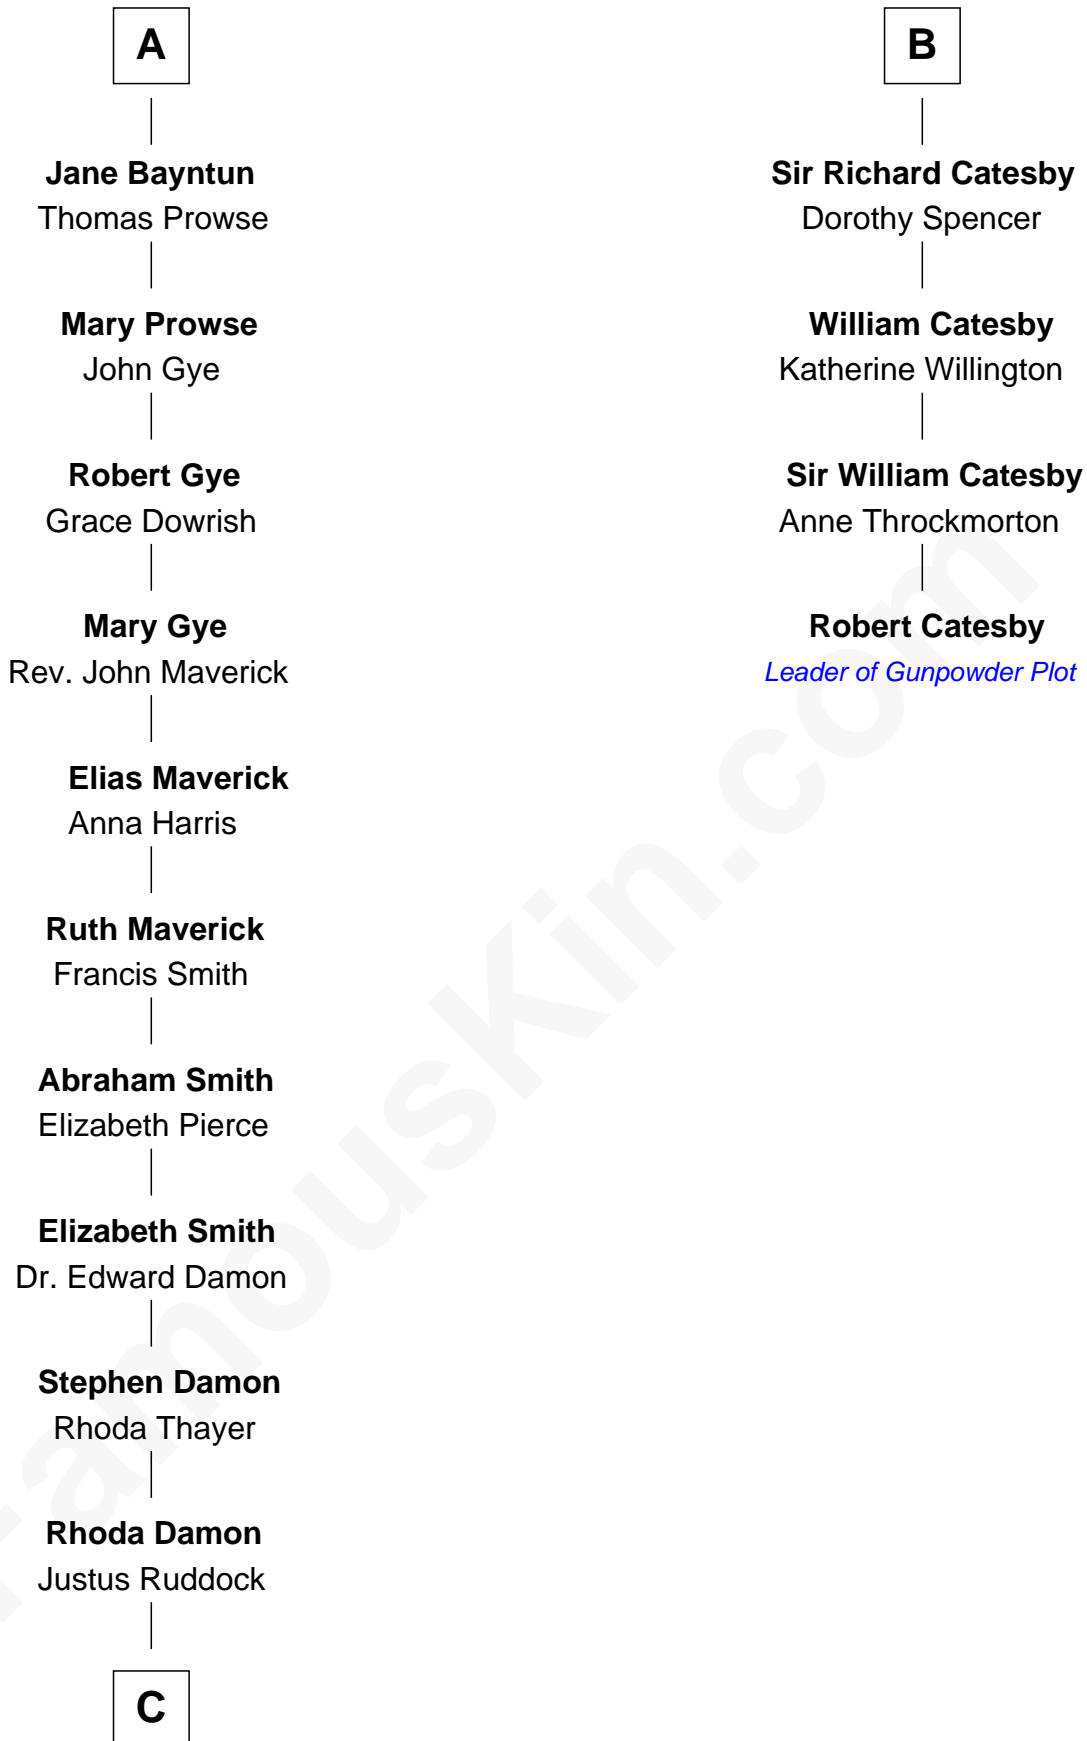 A
Jane Bayntun
Thomas Prowse
Mary Prowse
John Gye
Robert Gye
Grace Dowrish
Mary Gye
Rev. John Maverick
Elias Maverick
Anna Harris
Ruth Maverick
Francis Smith
Abraham Smith
Elizabeth Pierce
Elizabeth Smith
Dr. Edward Damon
Stephen Damon
Rhoda Thayer
Rhoda Damon
Justus Ruddock
C
B
Sir Richard Catesby
Dorothy Spencer
William Catesby
Katherine Willington
Sir William Catesby
Anne Throckmorton
Robert Catesby
Leader of Gunpowder Plot
FamousKin.com